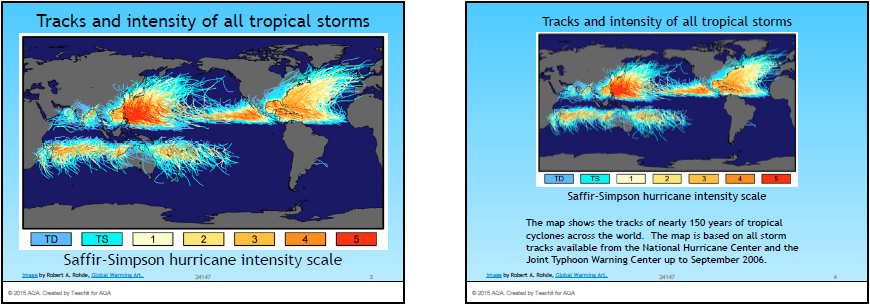 Tracks and intensity of all tropical storms
TD TS 1 2 3 4 5
Saffir-Simpson hurricane intensity scale
Image by Robert A. Rohde, Global Warming Art.
24147
3
© 2015 AQA. Created by Teachit for AQA
Tracks and intensity of all tropical storms
TD TS 1 2 3 4 5
Saffir-Simpson hurricane intensity scale
The map shows the tracks of nearly 150 years of tropical
cyclones across the world. The map is based on all storm
tracks available from the National Hurricane Center and the
Joint Typhoon Warning Center up to September 2006.
Image by Robert A. Rohde, Global Warming Art.
24147
4
© 2015 AQA. Created by Teachit for AQA